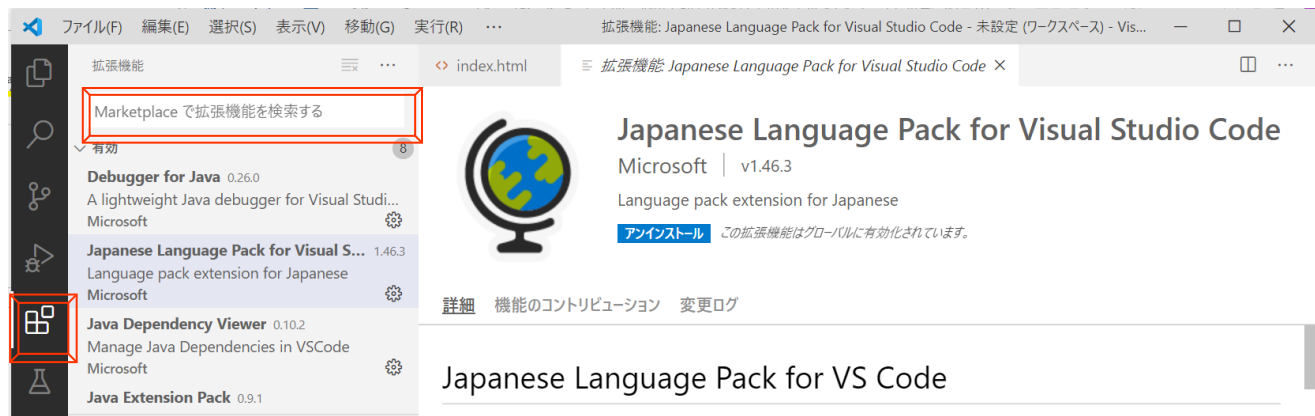 ファイル(F) 編集(E) 選択(S) 表示(V) 移動(G) 実行(R) ··· 拡張機能: Japanese Language Pack for Visual Studio Code - 未設定 (ワークスペース) - Vis...
拡張機能
Marketplace で拡張機能を検索する
有効 8
Debugger for Java 0.26.0
A lightweight Java debugger for Visual Studi...
Microsoft
Japanese Language Pack for Visual S... 1.46.3
Language pack extension for Japanese
Microsoft
Java Dependency Viewer 0.10.2
Manage Java Dependencies in VSCode
Microsoft
Java Extension Pack 0.9.1
index.html 拡張機能: Japanese Language Pack for Visual Studio Code
Japanese Language Pack for Visual Studio Code
Microsoft v1.46.3
Language pack extension for Japanese
アンインストール この拡張機能はグローバルに有効化されています。
詳細 機能のコントリビューション 変更ログ
Japanese Language Pack for VS Code